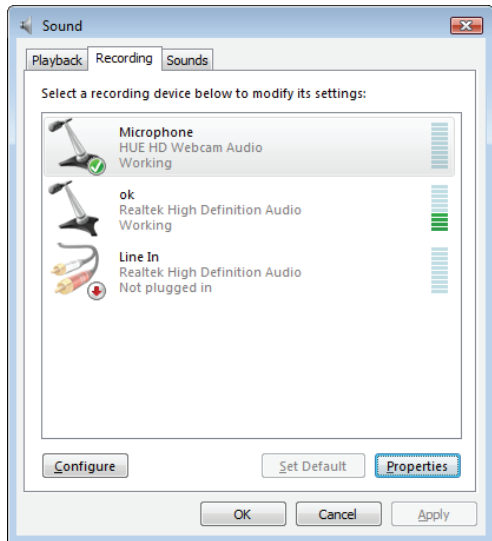 Sound
Playback Recording Sounds
Select a recording device below to modify its settings:
Microphone
HUE HD Webcam Audio
Working
ok
Realtek High Definition Audio
Working
Line In
Realtek High Definition Audio
Not plugged in
Configure Set Default Properties
OK Cancel Apply